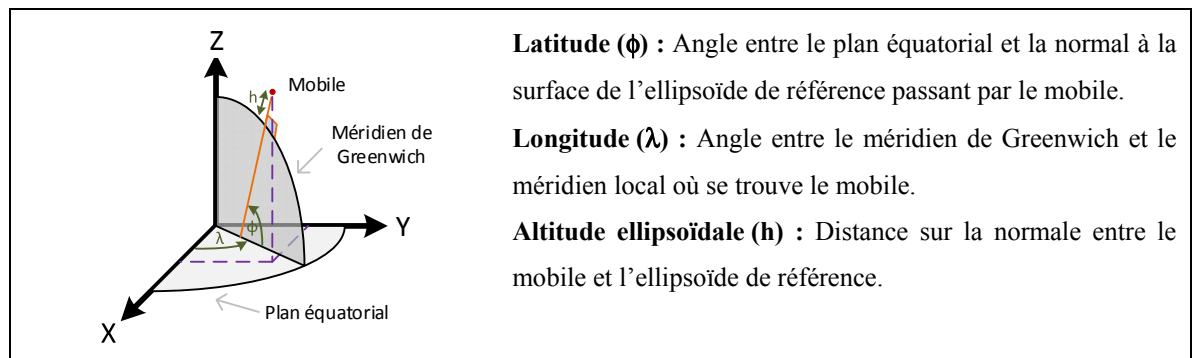 Z
h
Mobile
Méridien de
Greenwich
Y
λ
ϕ
X
Plan équatorial
Latitude (ϕ) : Angle entre le plan équatorial et la normal à la
surface de l’ellipsoïde de référence passant par le mobile.
Longitude (λ) : Angle entre le méridien de Greenwich et le
méridien local où se trouve le mobile.
Altitude ellipsoïdale (h) : Distance sur la normale entre le
mobile et l’ellipsoïde de référence.